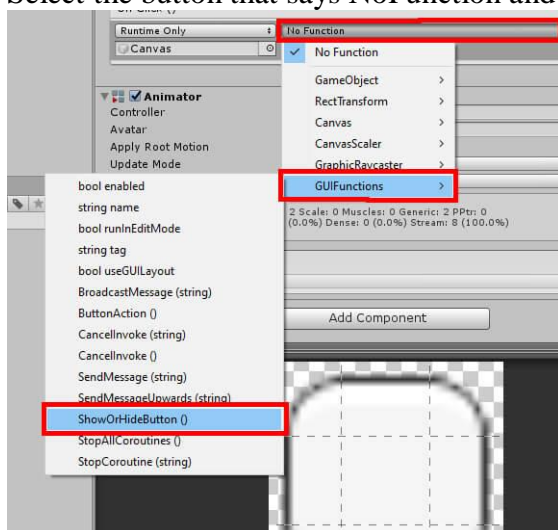 Select the button that says NoFunction and
On Click ()
Runtime Only
No Function
Canvas
No Function
GameObject
RectTransform
Canvas
CanvasScaler
GraphicRaycaster
GUIFunctions
Animator
Controller
Avatar
Apply Root Motion
Update Mode
2 Scale: 0 Muscles: 0 Generic: 2 PPtr: 0
(0.0%) Dense: 0 (0.0%) Stream: 8 (100.0%)
bool enabled
string name
bool runInEditMode
string tag
bool useGUILayout
BroadcastMessage (string)
ButtonAction ()
CancelInvoke (string)
CancelInvoke ()
SendMessage (string)
SendMessageUpwards (string)
ShowOrHideButton ()
StopAllCoroutines ()
StopCoroutine (string)
Add Component